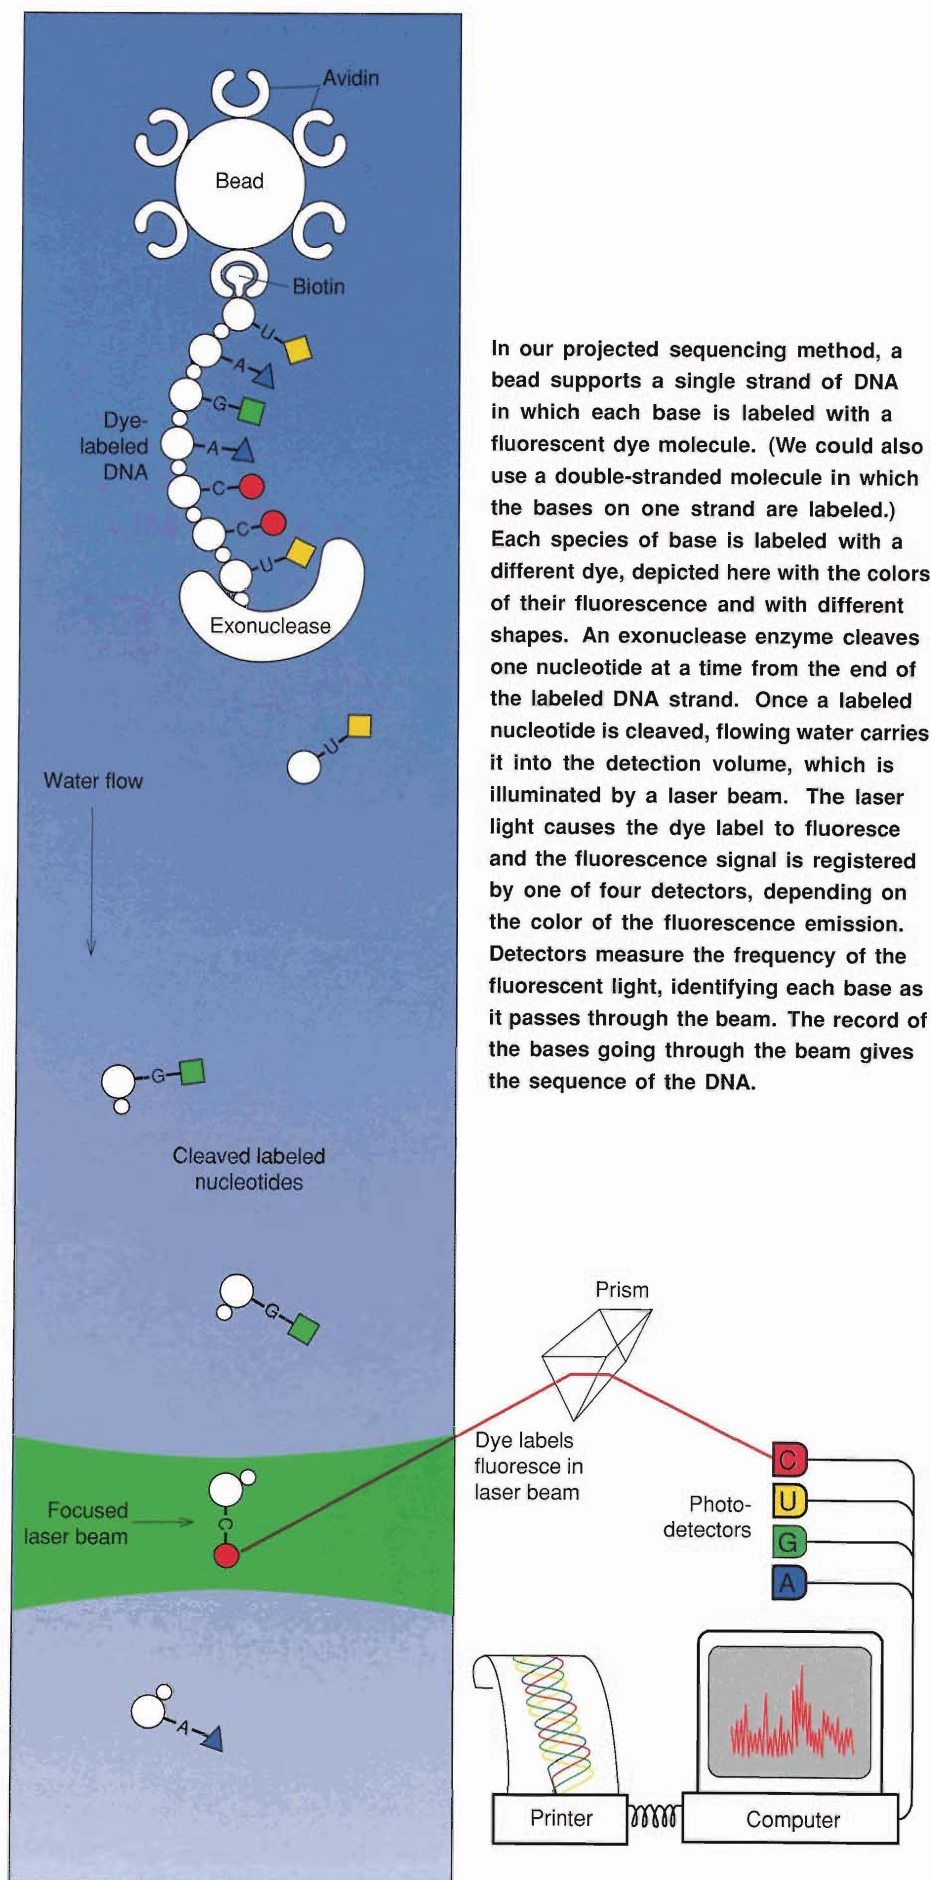 Avidin
Bead
Biotin
U
A
G
Dye-
labeled
DNA
A
C
C
U
Exonuclease
U
Water flow
G
Cleaved labeled
nucleotides
G
Focused
laser beam
C
A
In our projected sequencing method, a
bead supports a single strand of DNA
in which each base is labeled with a
fluorescent dye molecule. (We could also
use a double-stranded molecule in which
the bases on one strand are labeled.)
Each species of base is labeled with a
different dye, depicted here with the colors
of their fluorescence and with different
shapes. An exonuclease enzyme cleaves
one nucleotide at a time from the end of
the labeled DNA strand. Once a labeled
nucleotide is cleaved, flowing water carries
it into the detection volume, which is
illuminated by a laser beam. The laser
light causes the dye label to fluoresce
and the fluorescence signal is registered
by one of four detectors, depending on
the color of the fluorescence emission.
Detectors measure the frequency of the
fluorescent light, identifying each base as
it passes through the beam. The record of
the bases going through the beam gives
the sequence of the DNA.
Prism
Dye labels
fluoresce in
laser beam
Photo-
detectors
C
U
G
A
Printer
Computer